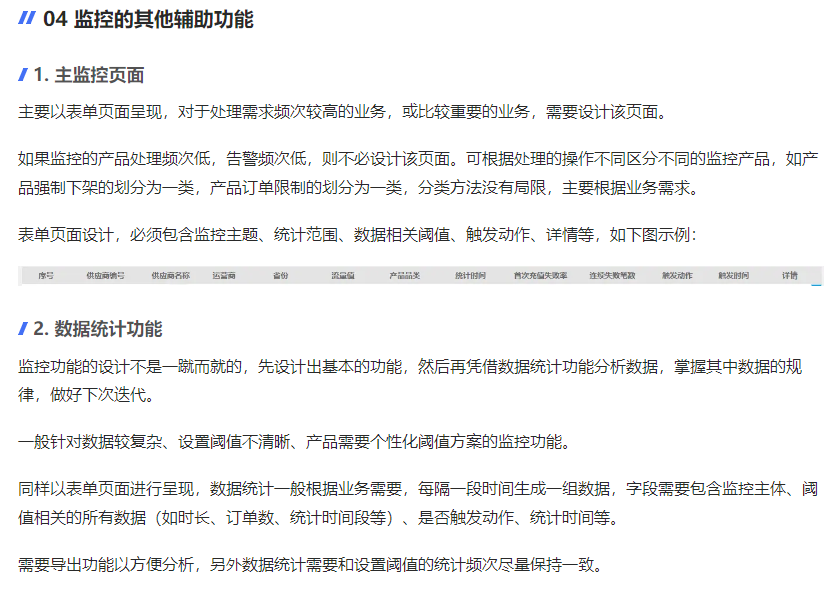 04 监控的其他辅助功能
1. 主监控页面
主要以表单页面呈现，对于处理需求频次较高的业务，或比较重要的业务，需要设计该页面。
如果监控的产品处理频次低，告警频次低，则不必设计该页面。可根据处理的操作不同区分不同的监控产品，如产
品强制下架的划分为一类，产品订单限制的划分为一类，分类方法没有局限，主要根据业务需求。
表单页面设计，必须包含监控主题、统计范围、数据相关阈值、触发动作、详情等，如下图示例：
序号 供应商编号 供应商名称 运营商 省份 流量值 产品品类 统计时间 首次充值失败率 连续失败笔数 触发动作 触发时间 详情
2. 数据统计功能
监控功能的设计不是一蹴而就的，先设计出基本的功能，然后再凭借数据统计功能分析数据，掌握其中数据的规
律，做好下次迭代。
一般针对数据较复杂、设置阈值不清晰、产品需要个性化阈值方案的监控功能。
同样以表单页面进行呈现，数据统计一般根据业务需要，每隔一段时间生成一组数据，字段需要包含监控主体、阈
值相关的所有数据（如时长、订单数、统计时间段等）、是否触发动作、统计时间等。
需要导出功能以方便分析，另外数据统计需要和设置阈值的统计频次尽量保持一致。